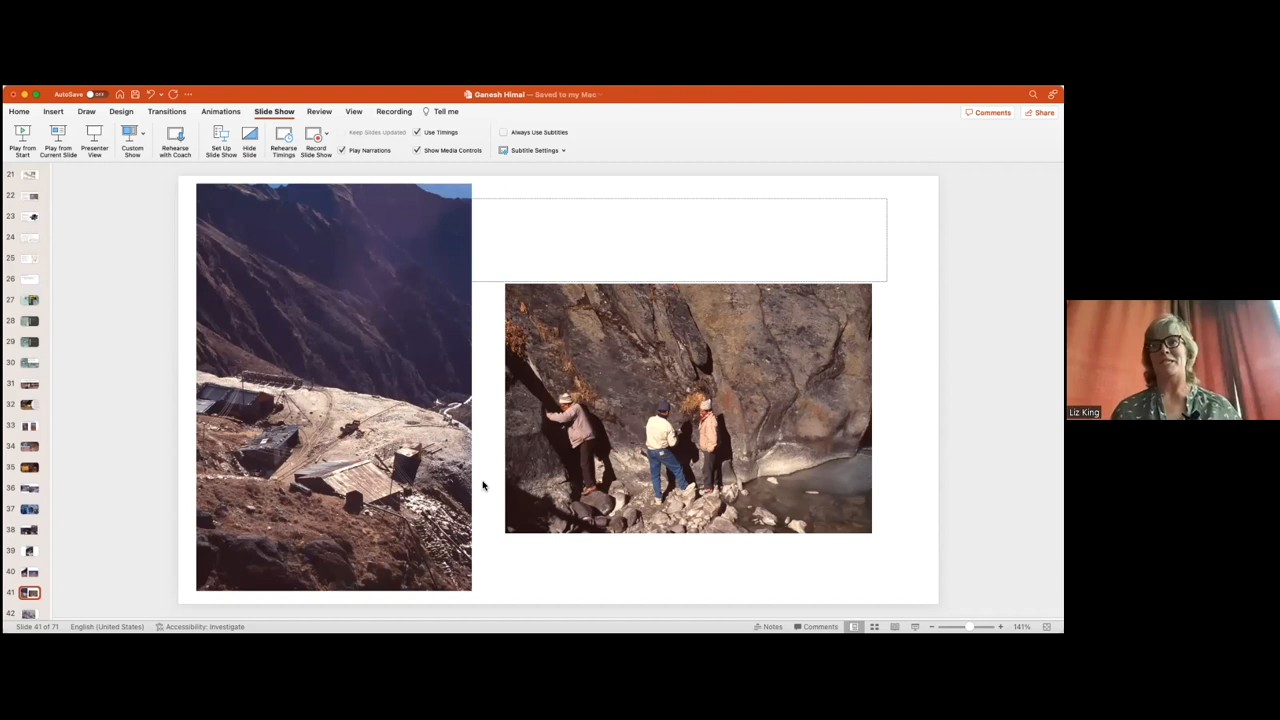 AutoSave OFF
Ganesh Himal — Saved to my Mac
Home Insert Draw Design Transitions Animations Slide Show Review View Recording Tell me
Comments Share
Play from Start
Play from Current Slide
Presenter View
Custom Show
Rehearse with Coach
Set Up Slide Show
Hide Slide
Rehearse Timings
Record Slide Show
Keep Slides Updated
Use Timings
Play Narrations
Show Media Controls
Always Use Subtitles
Subtitle Settings
21
22
23
24
25
26
27
28
29
30
31
32
33
34
35
36
37
38
39
40
41
42
Liz King
Slide 41 of 71 English (United States) Accessibility: Investigate Notes Comments 141%